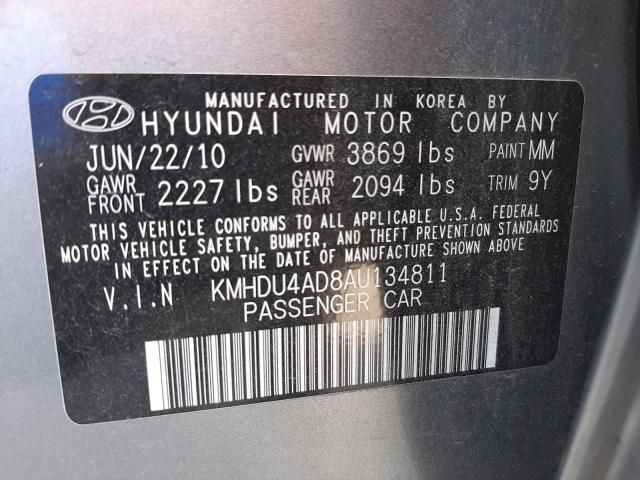 MANUFACTURED IN KOREA BY
HYUNDAI MOTOR COMPANY
JUN/22/10 GVWR 3869 lbs PAINT MM
GAWR FRONT 2227 lbs GAWR REAR 2094 lbs TRIM 9Y
THIS VEHICLE CONFORMS TO ALL APPLICABLE U.S.A. FEDERAL
MOTOR VEHICLE SAFETY, BUMPER, AND THEFT PREVENTION STANDARDS
IN EFFECT ON THE DATE OF MANUFACTURE SHOWN ABOVE.
V.I.N KMHDU4AD8AU134811
PASSENGER CAR